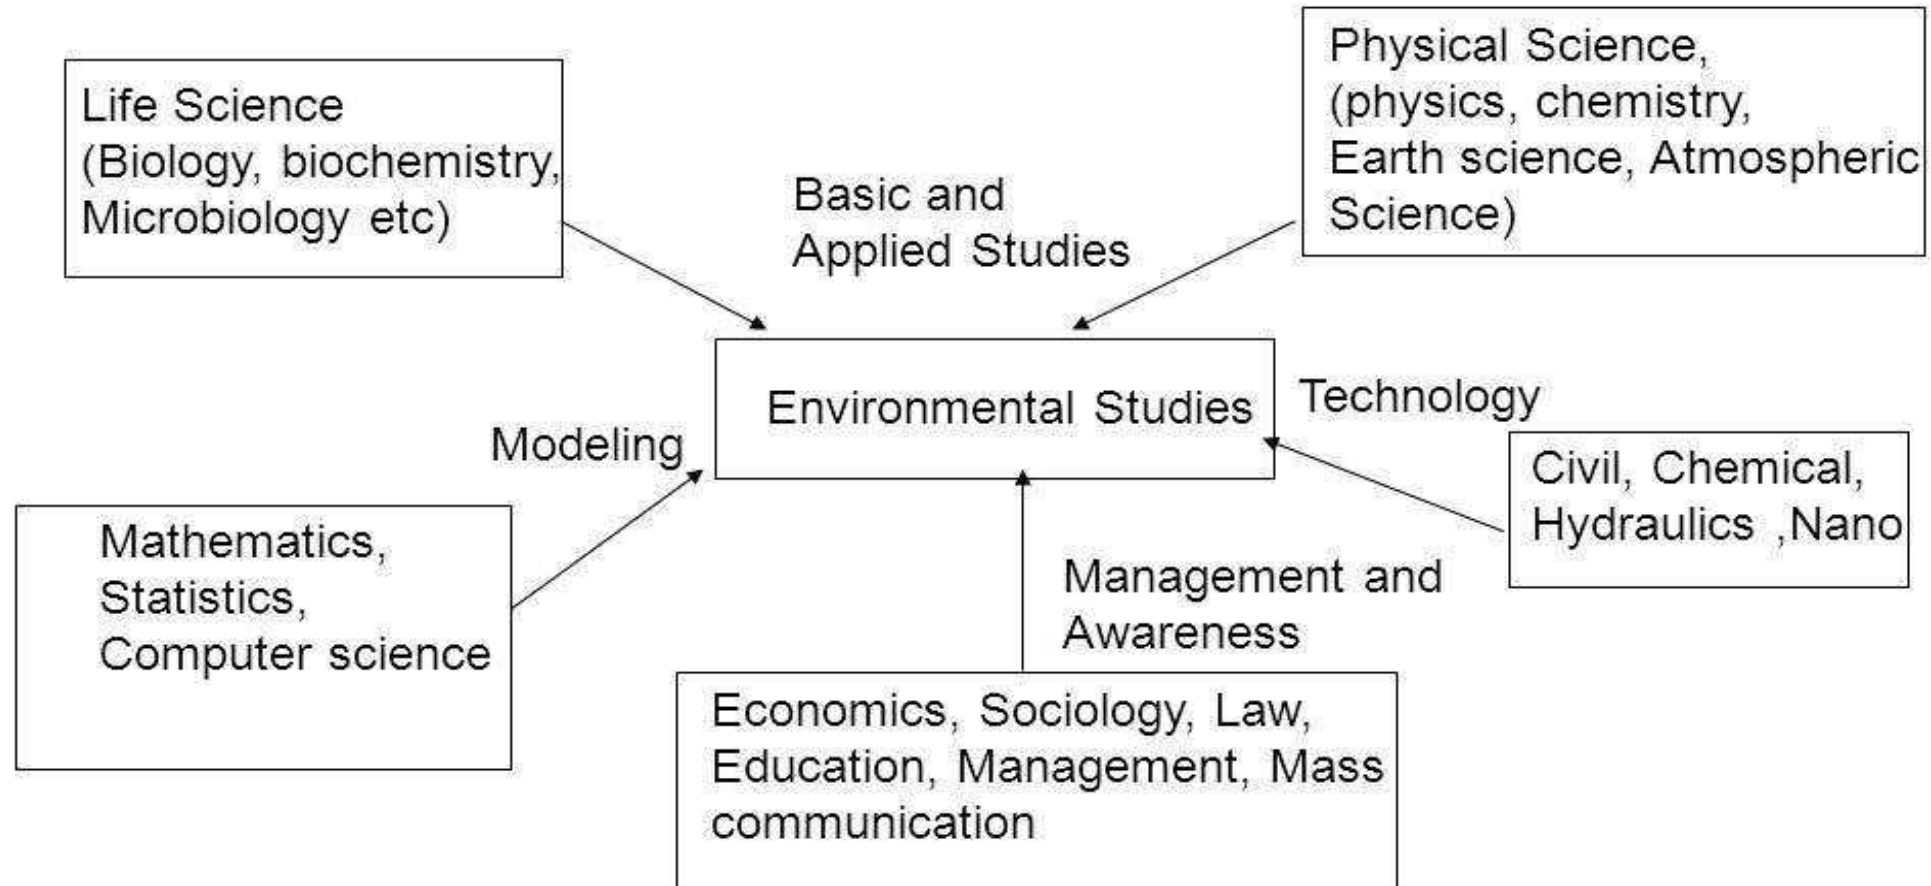 Life Science
(Biology, biochemistry,
Microbiology etc)
Basic and
Applied Studies
Physical Science,
(physics, chemistry,
Earth science, Atmospheric
Science)
Environmental Studies
Technology
Civil, Chemical,
Hydraulics ,Nano
Modeling
Mathematics,
Statistics,
Computer science
Management and
Awareness
Economics, Sociology, Law,
Education, Management, Mass
communication